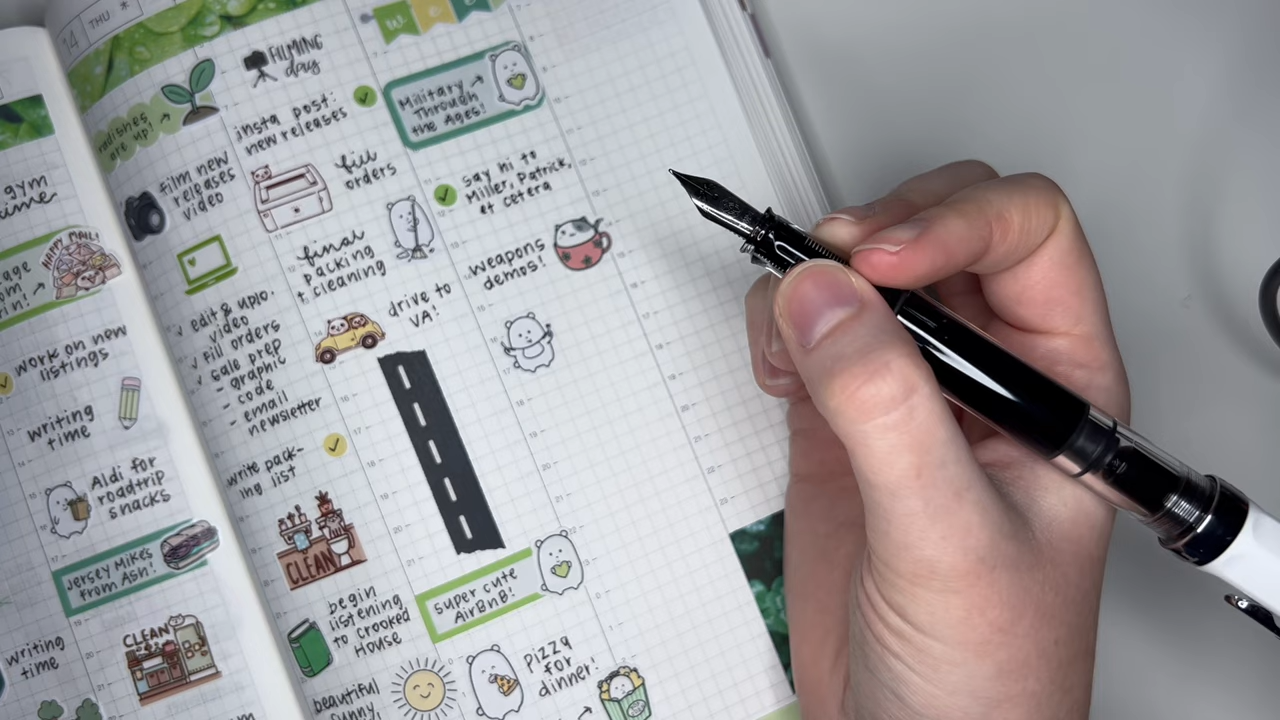 14
THU *
gym
time
HAPPY MAIL!
work on new
listings
writing
time
Aldi for
roadtrip
snacks
Jersey Mike's
from Ash!
writing
time
CLEAN
radishes
are up!
film new
releases
video
edit & uplo.
video
fill orders
sale prep
- graphic
- code
- email
newsletter
write pack-
ing list
CLEAN
begin
listening
to Crooked
House
beautiful
sunny,
FILMING
day
insta post:
new releases
fill
orders
final
packing
+ cleaning
drive to
VA!
Super cute
AirBnB!
Pizza
for
dinner!
w
e
Military
Through
the Ages!
say hi to
Miller, Patrick,
et cetera
weapons
demos!